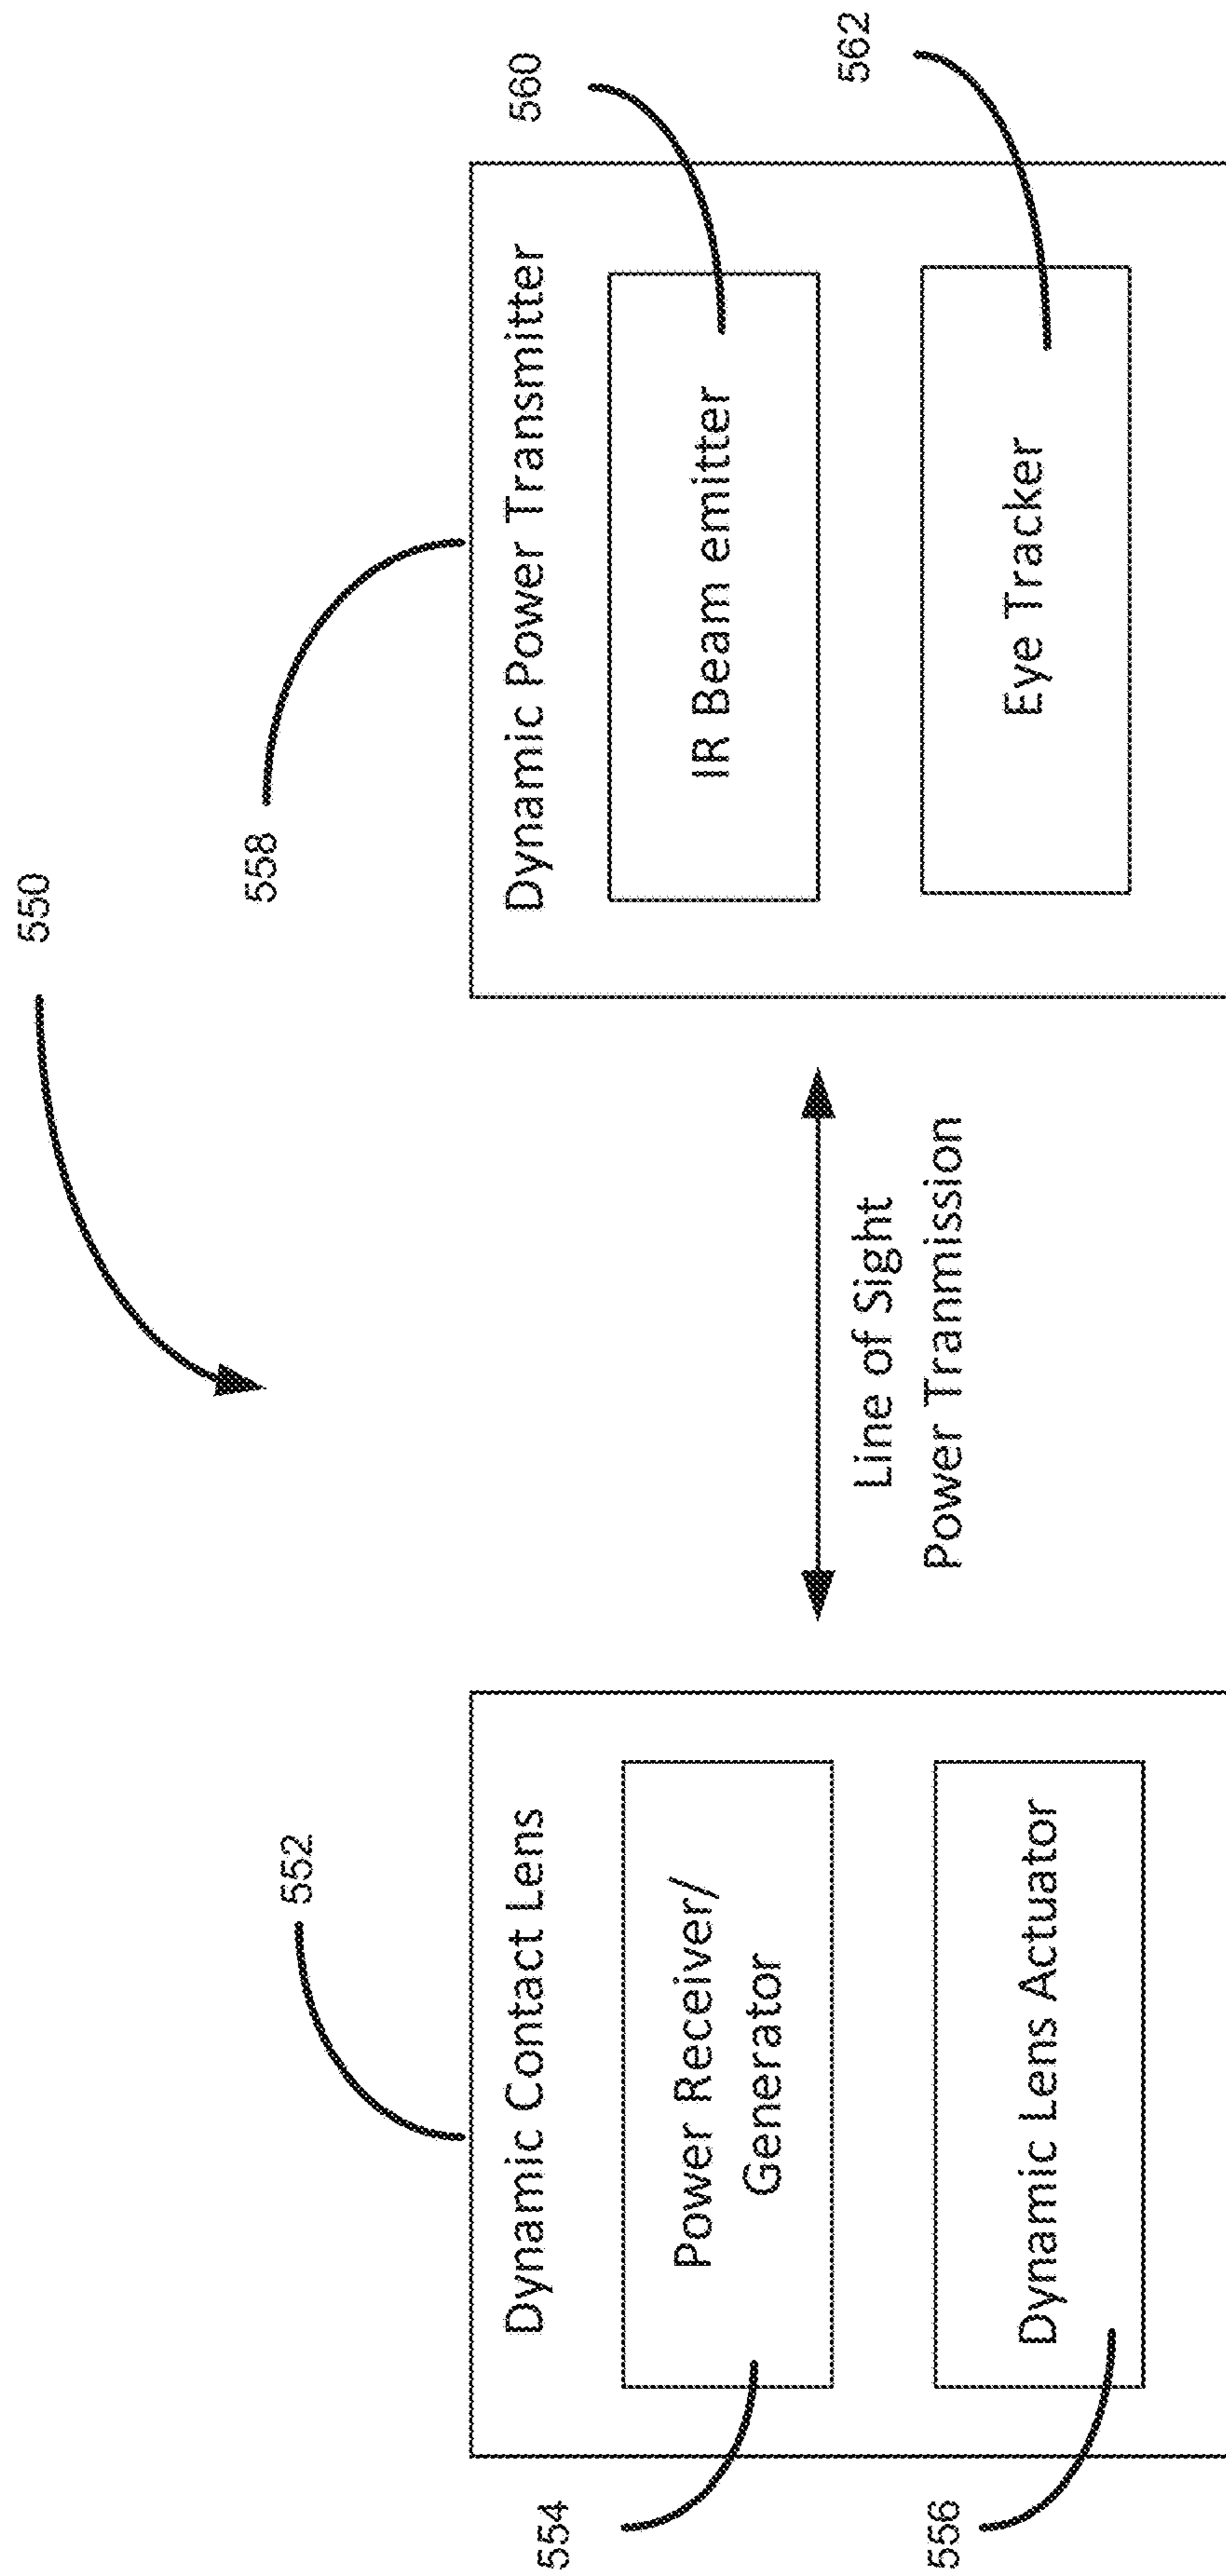 550
552
Dynamic Contact Lens
554
Power Receiver/
Generator
556
Dynamic Lens Actuator
Line of Sight
Power Tranmission
558
Dynamic Power Transmitter
560
IR Beam emitter
562
Eye Tracker